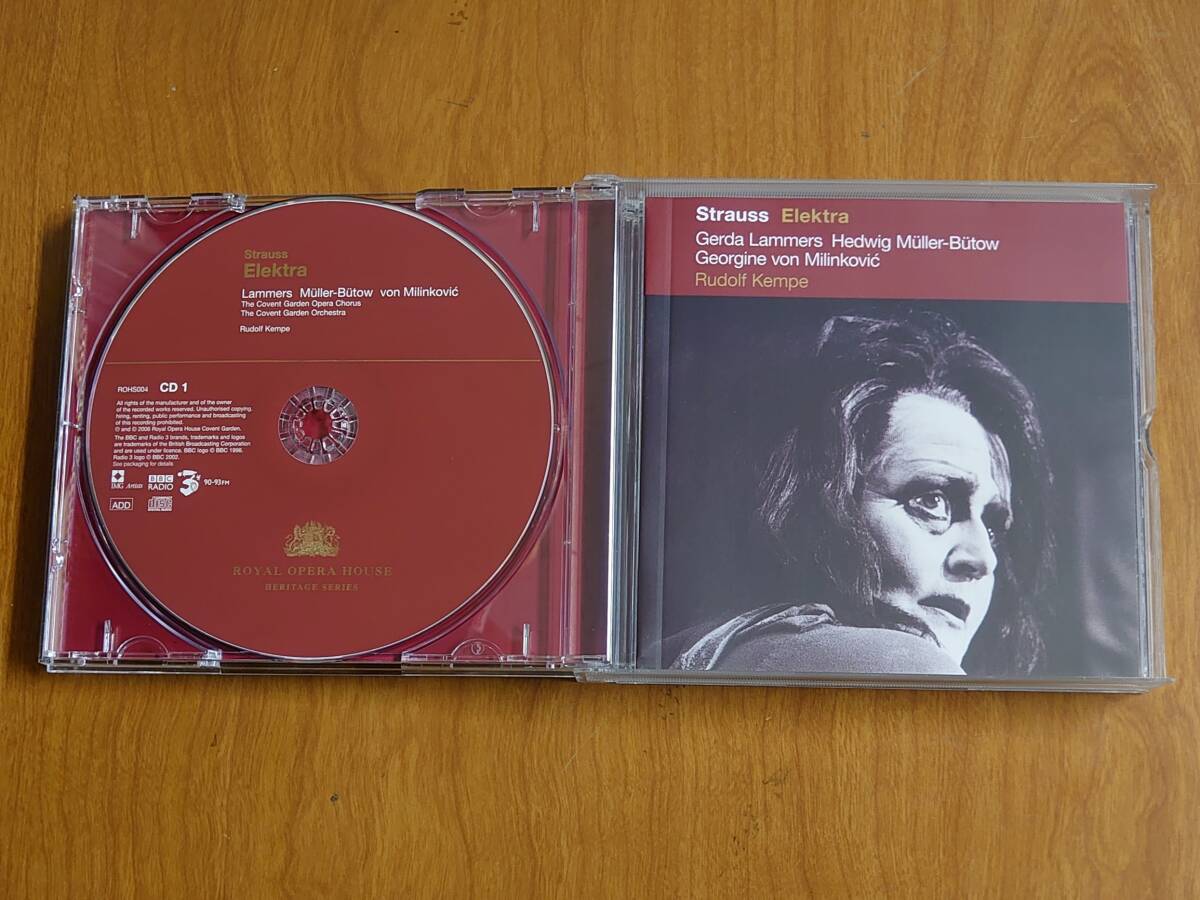 Strauss
Elektra
Lammers Müller-Bütow von Milinković
The Covent Garden Opera Chorus
The Covent Garden Orchestra
Rudolf Kempe
ROHS004 CD 1
All rights of the manufacturer and of the owner
of the recorded works reserved. Unauthorised copying,
hiring, renting, public performance and broadcasting
of this recording prohibited.
℗ and © 2006 Royal Opera House Covent Garden.
The BBC and Radio 3 brands, trademarks and logos
are trademarks of the British Broadcasting Corporation
and are used under licence. BBC logo © BBC 1996.
Radio 3 logo © BBC 2002.
See packaging for details
IMG Artists BBC RADIO 3 90-93FM
ADD
ROYAL OPERA HOUSE
HERITAGE SERIES
Strauss Elektra
Gerda Lammers Hedwig Müller-Bütow
Georgine von Milinković
Rudolf Kempe